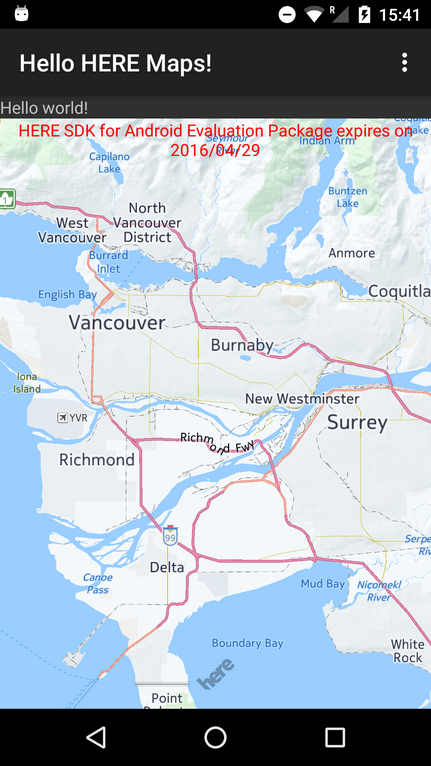 R
15:41
Hello HERE Maps!
Hello world!
HERE SDK for Android Evaluation Package expires on
2016/04/29
Seymour
Indian Arm
Lake
Capilano
Lake
Buntzen
Lake
North
Vancouver
District
West
Vancouver
Burrard
Inlet
Anmore
English Bay
Coquitla
Vancouver
Burnaby
Iona
Island
New Westminster
YVR
Surrey
Richmond Fwy
Richmond
99
Delta
Serpe
Riv
Canoe
Pass
Mud Bay
Nicomekl
River
Boundary Bay
White
Rock
here
Point